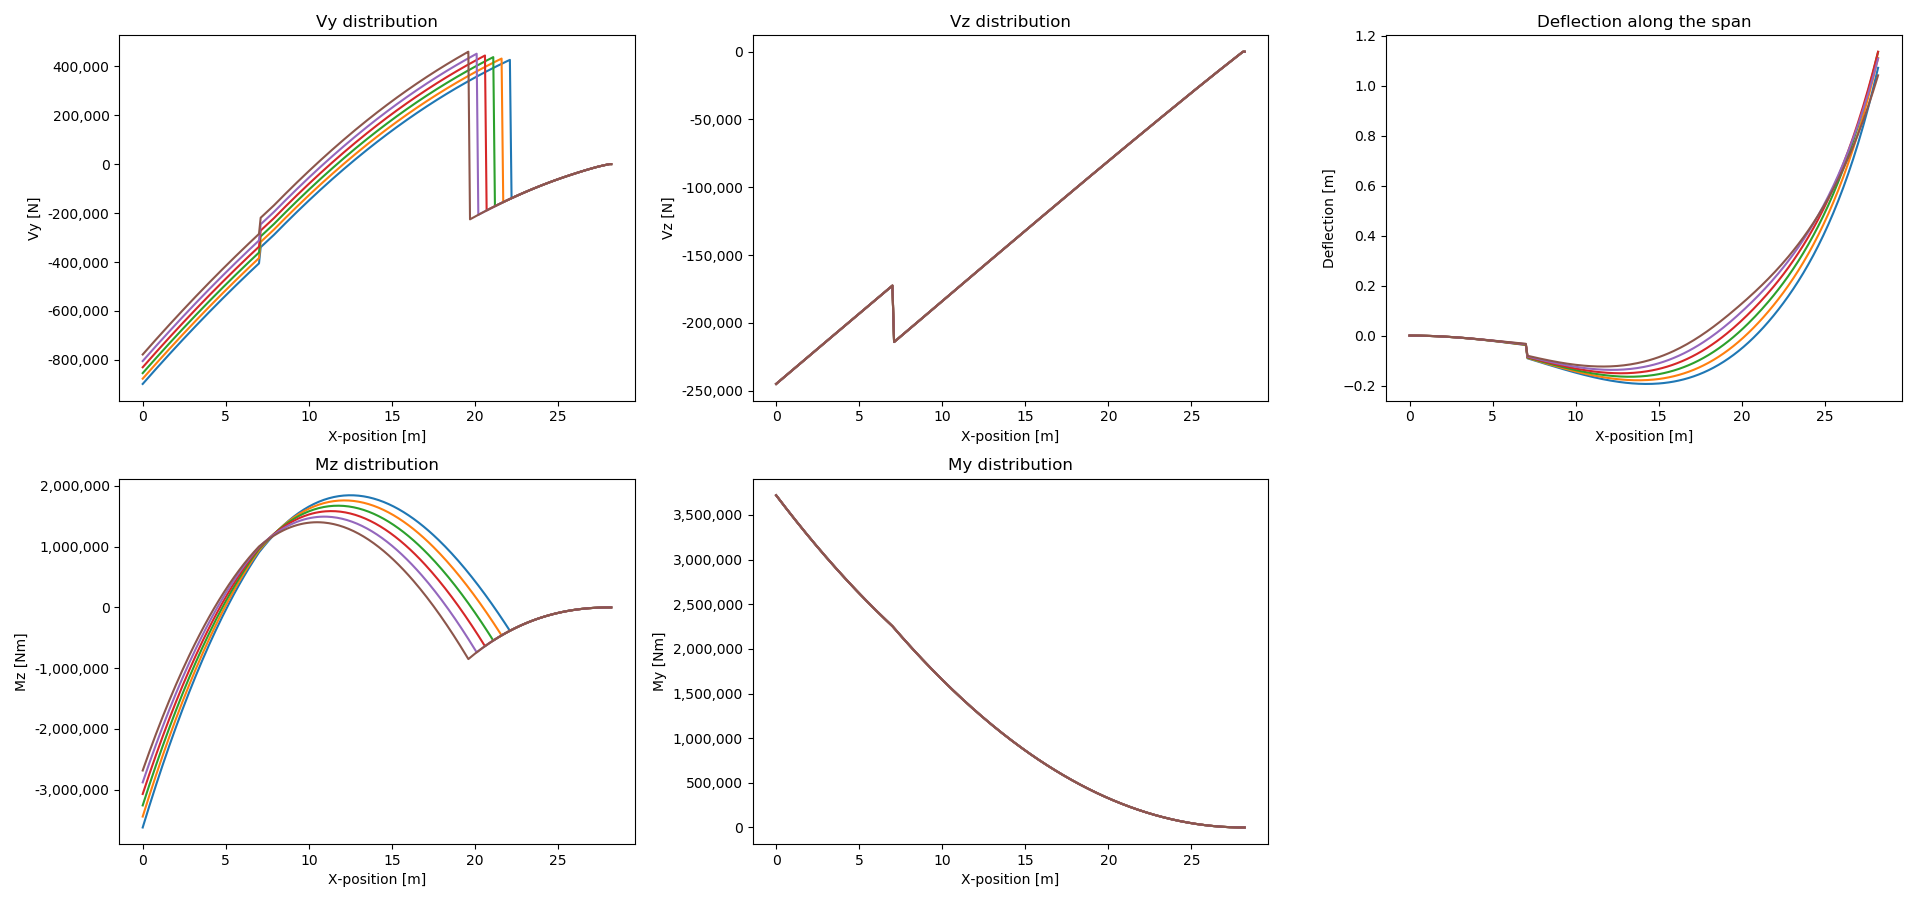 Vy distribution
Vy [N]
400,000
200,000
0
-200,000
-400,000
-600,000
-800,000
0 5 10 15 20 25
X-position [m]
Vz distribution
Vz [N]
0
-50,000
-100,000
-150,000
-200,000
-250,000
0 5 10 15 20 25
X-position [m]
Deflection along the span
Deflection [m]
1.2
1.0
0.8
0.6
0.4
0.2
0.0
−0.2
0 5 10 15 20 25
X-position [m]
Mz distribution
Mz [Nm]
2,000,000
1,000,000
0
-1,000,000
-2,000,000
-3,000,000
0 5 10 15 20 25
X-position [m]
My distribution
My [Nm]
3,500,000
3,000,000
2,500,000
2,000,000
1,500,000
1,000,000
500,000
0
0 5 10 15 20 25
X-position [m]